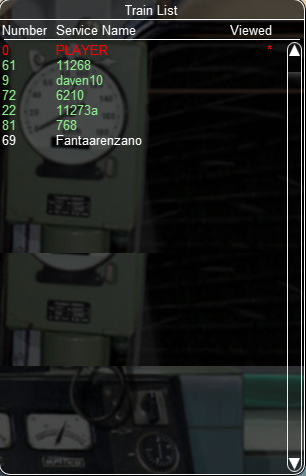 Train List
Number Service Name Viewed
0 PLAYER *
61 11268
9 daven10
72 6210
22 11273a
81 768
69 Fantaarenzano